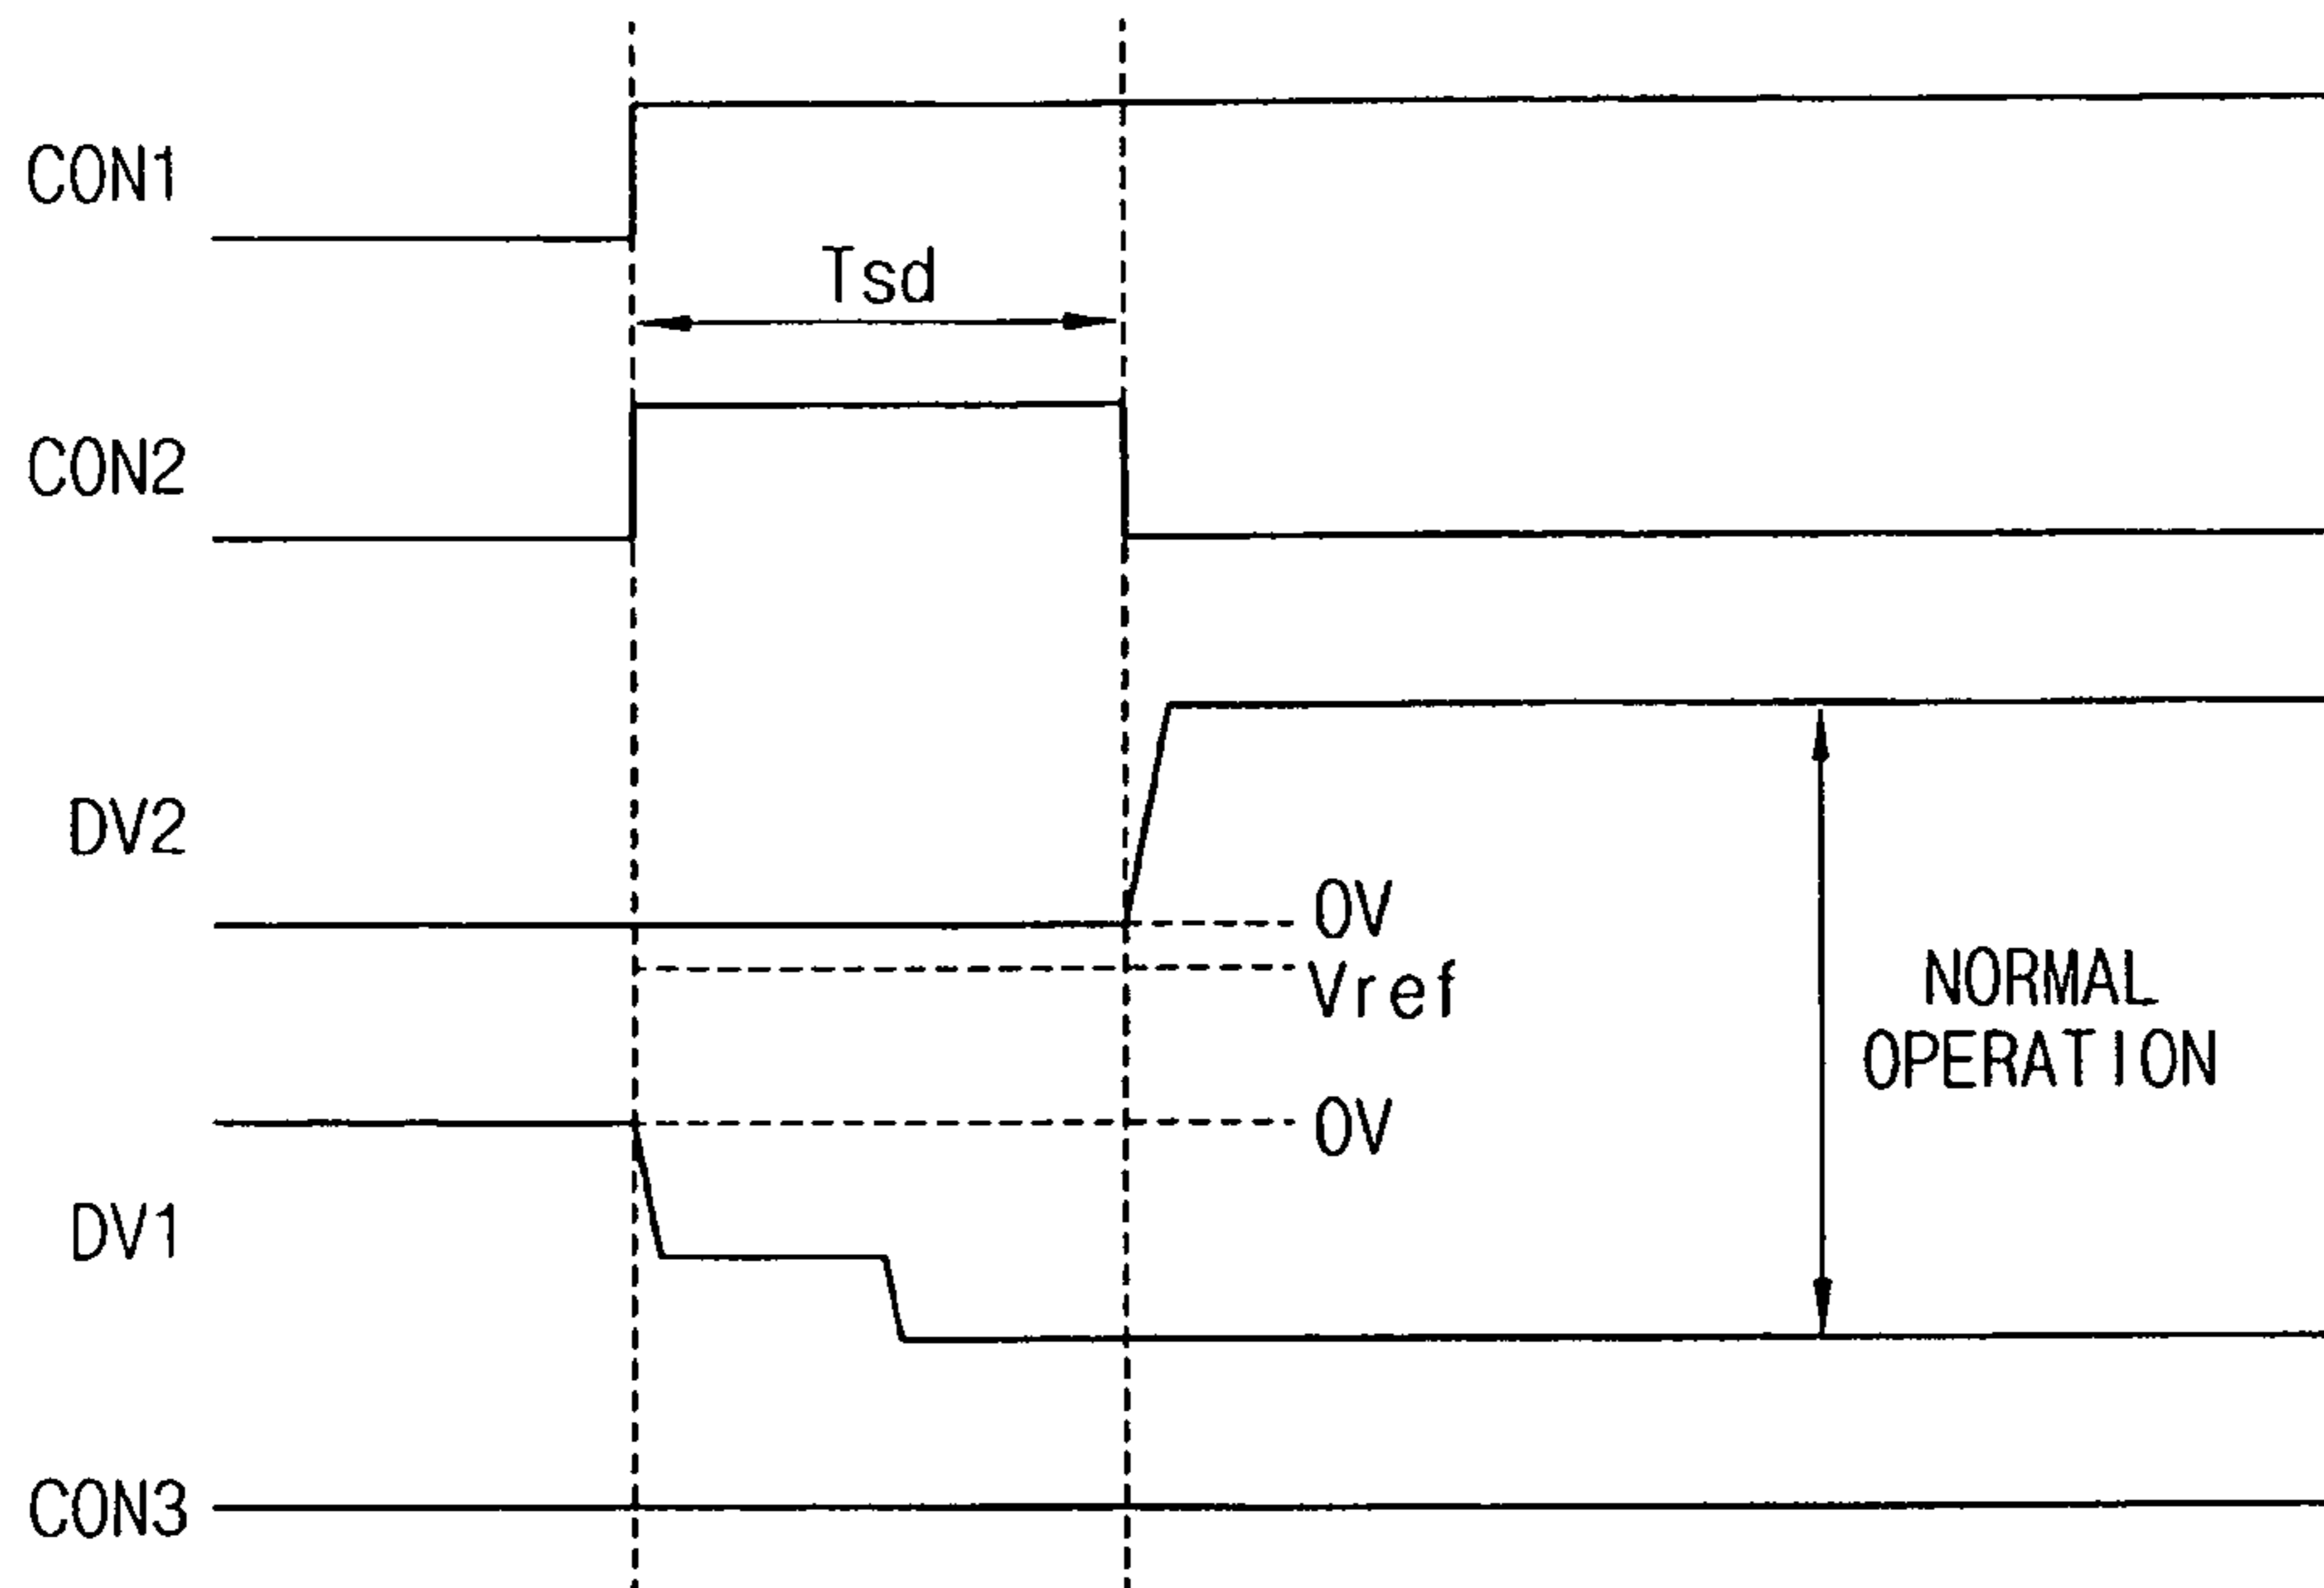 CON1
Tsd
CON2
DV2
0V
Vref
NORMAL
OPERATION
0V
DV1
CON3